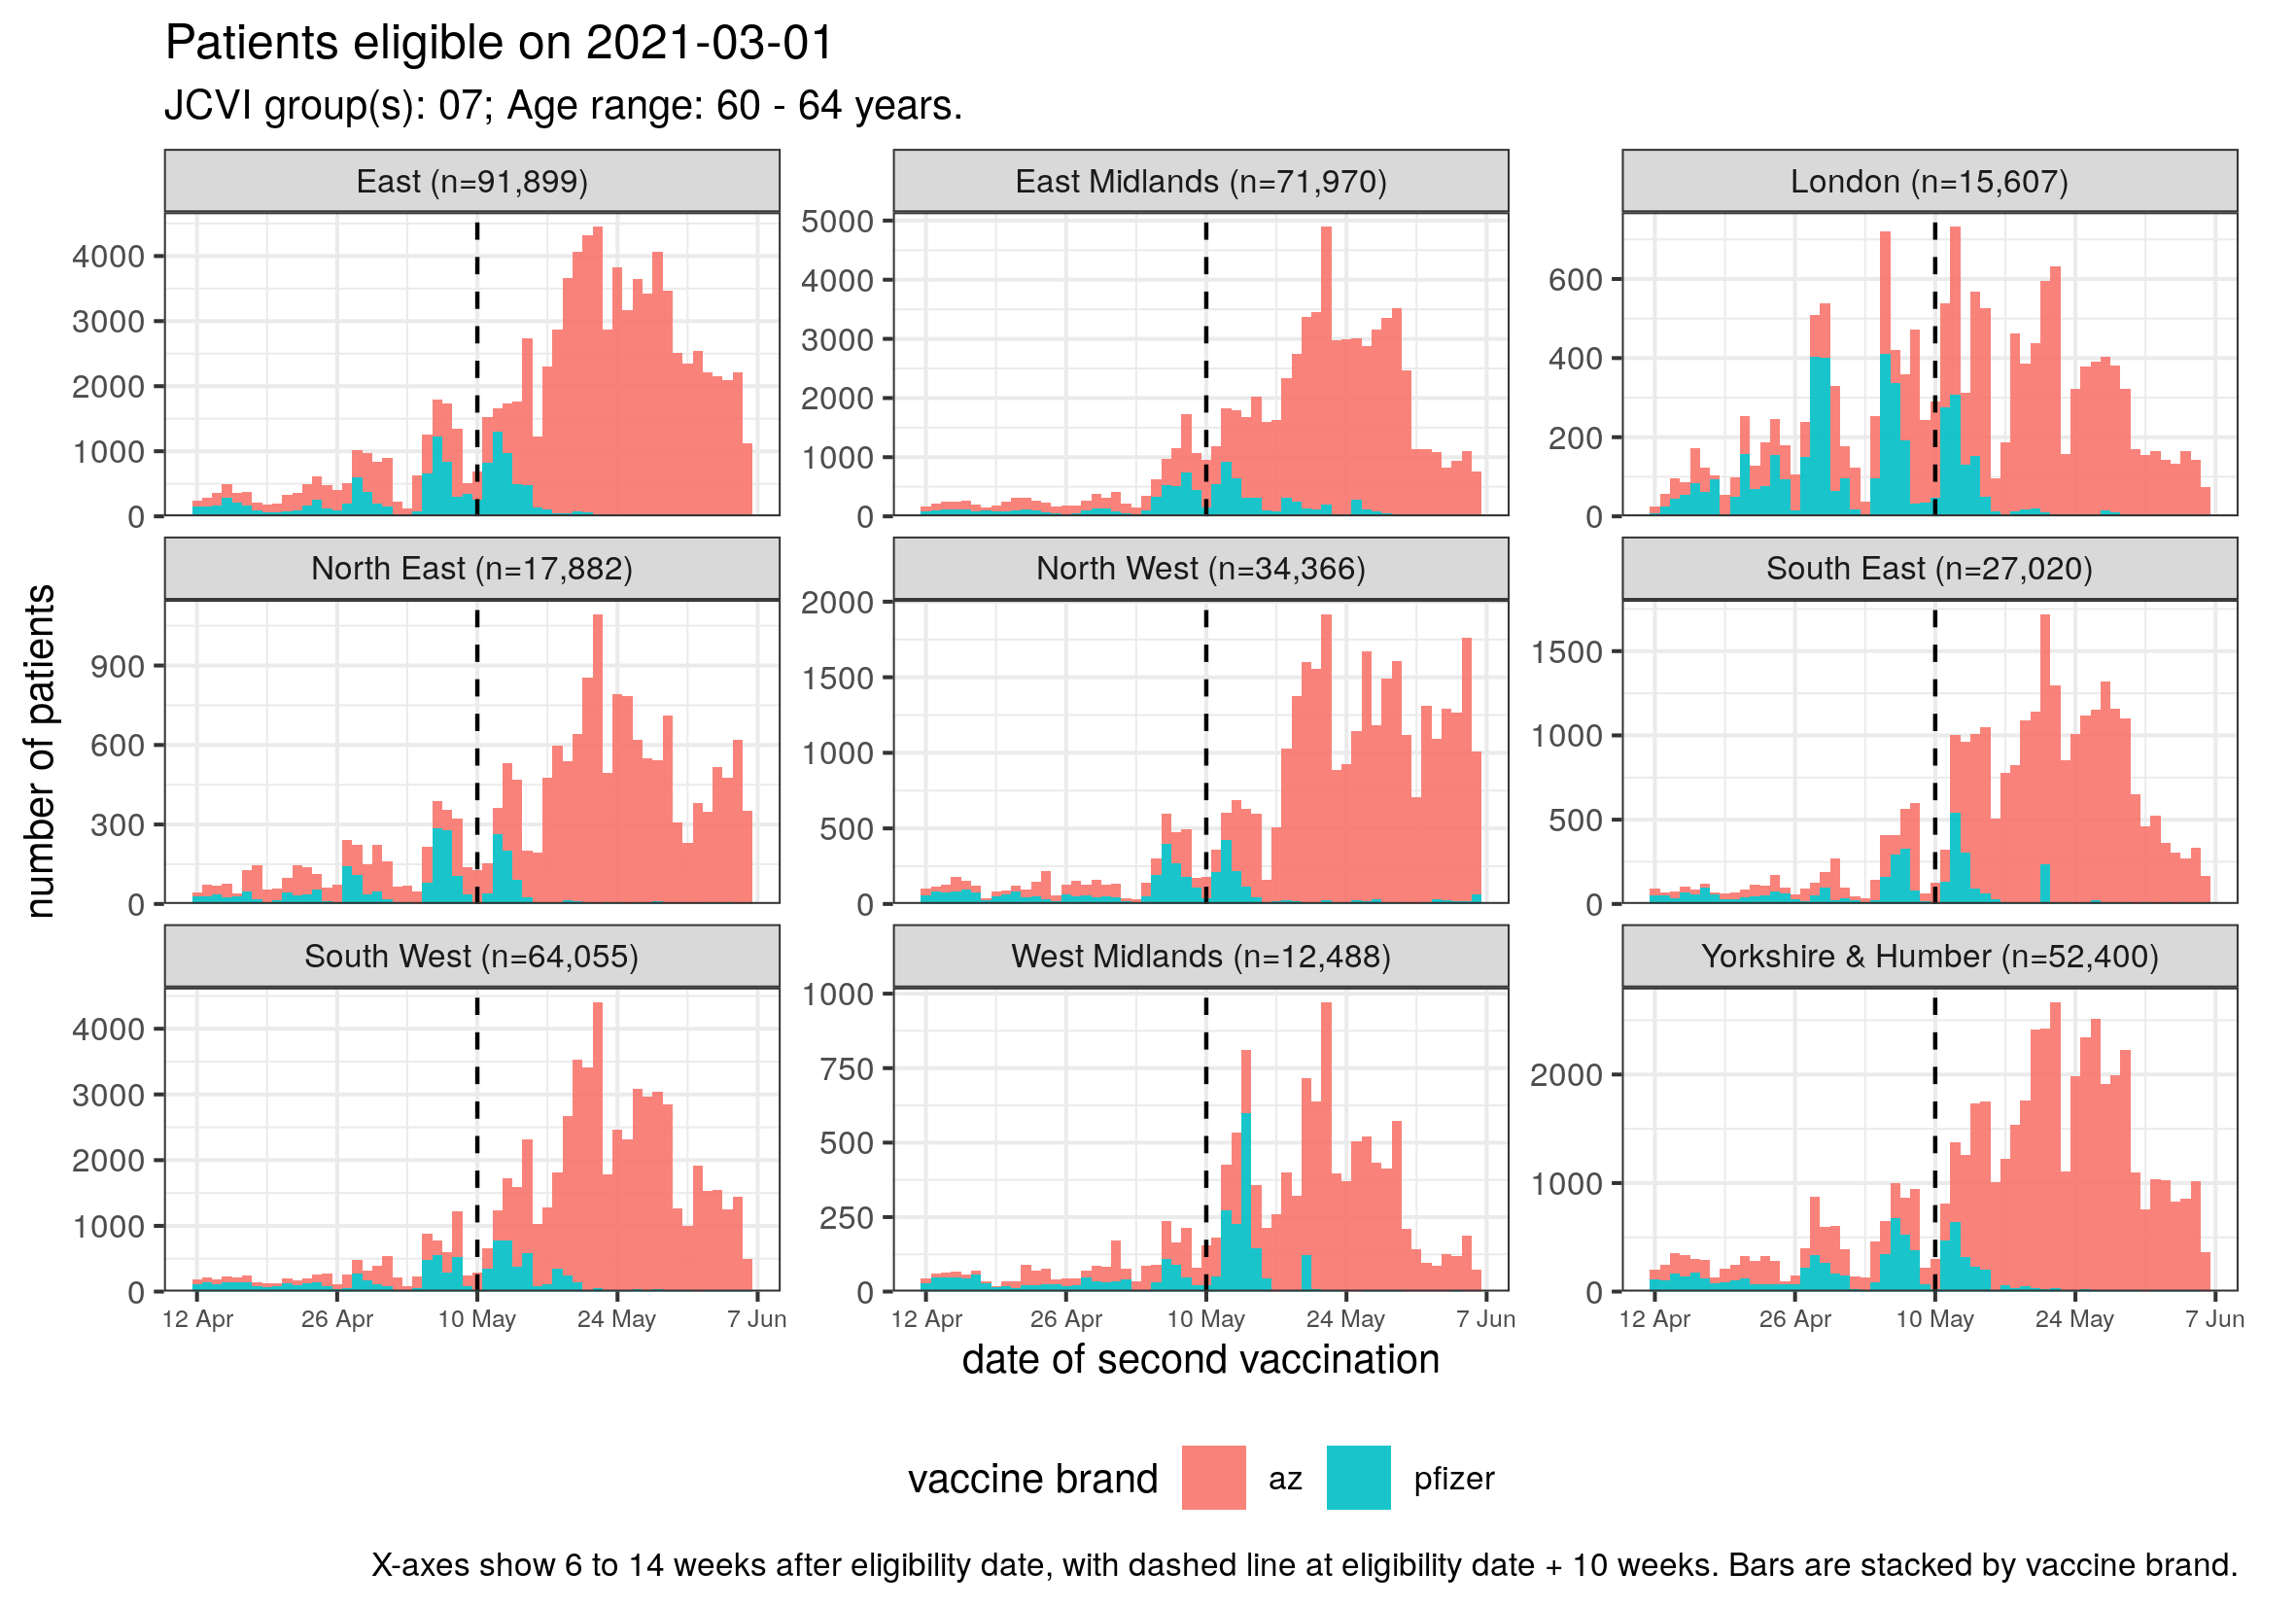 Patients eligible on 2021-03-01
JCVI group(s): 07; Age range: 60 - 64 years.
East (n=91,899)
East Midlands (n=71,970)
London (n=15,607)
4000
3000
2000
1000
0
5000
4000
3000
2000
1000
0
600
400
200
0
North East (n=17,882)
North West (n=34,366)
South East (n=27,020)
900
600
300
0
2000
1500
1000
500
0
1500
1000
500
0
South West (n=64,055)
West Midlands (n=12,488)
Yorkshire & Humber (n=52,400)
4000
3000
2000
1000
0
1000
750
500
250
0
2000
1000
0
12 Apr 26 Apr 10 May 24 May 7 Jun
12 Apr 26 Apr 10 May 24 May 7 Jun
12 Apr 26 Apr 10 May 24 May 7 Jun
number of patients
date of second vaccination
vaccine brand az pfizer
X-axes show 6 to 14 weeks after eligibility date, with dashed line at eligibility date + 10 weeks. Bars are stacked by vaccine brand.